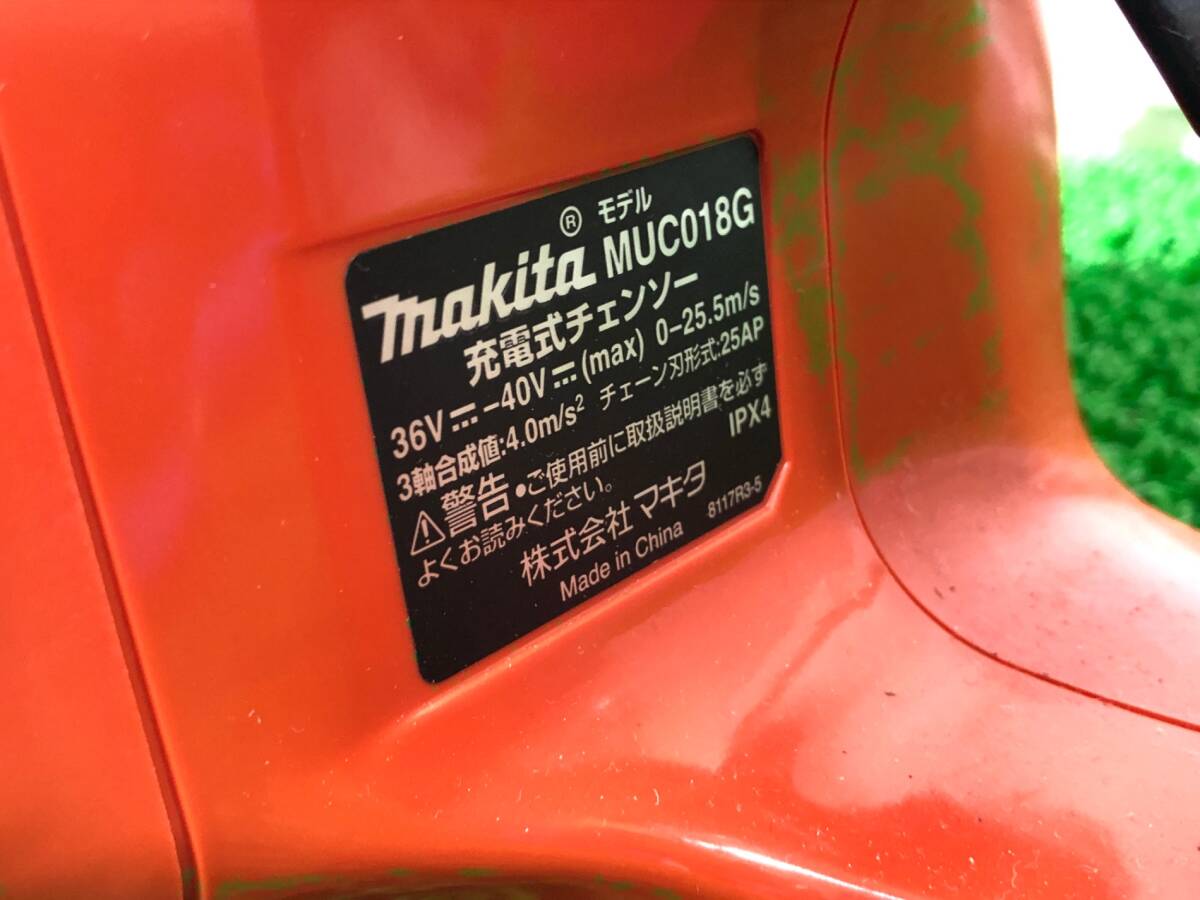 makita® モデル MUC018G
充電式チェンソー
36V⎓-40V⎓(max) 0-25.5m/s
3軸合成値:4.0m/s² チェーン刃形式:25AP
⚠警告 •ご使用前に取扱説明書を必ず
よくお読みください。 IPX4
株式会社 マキタ
Made in China 8117R3-5